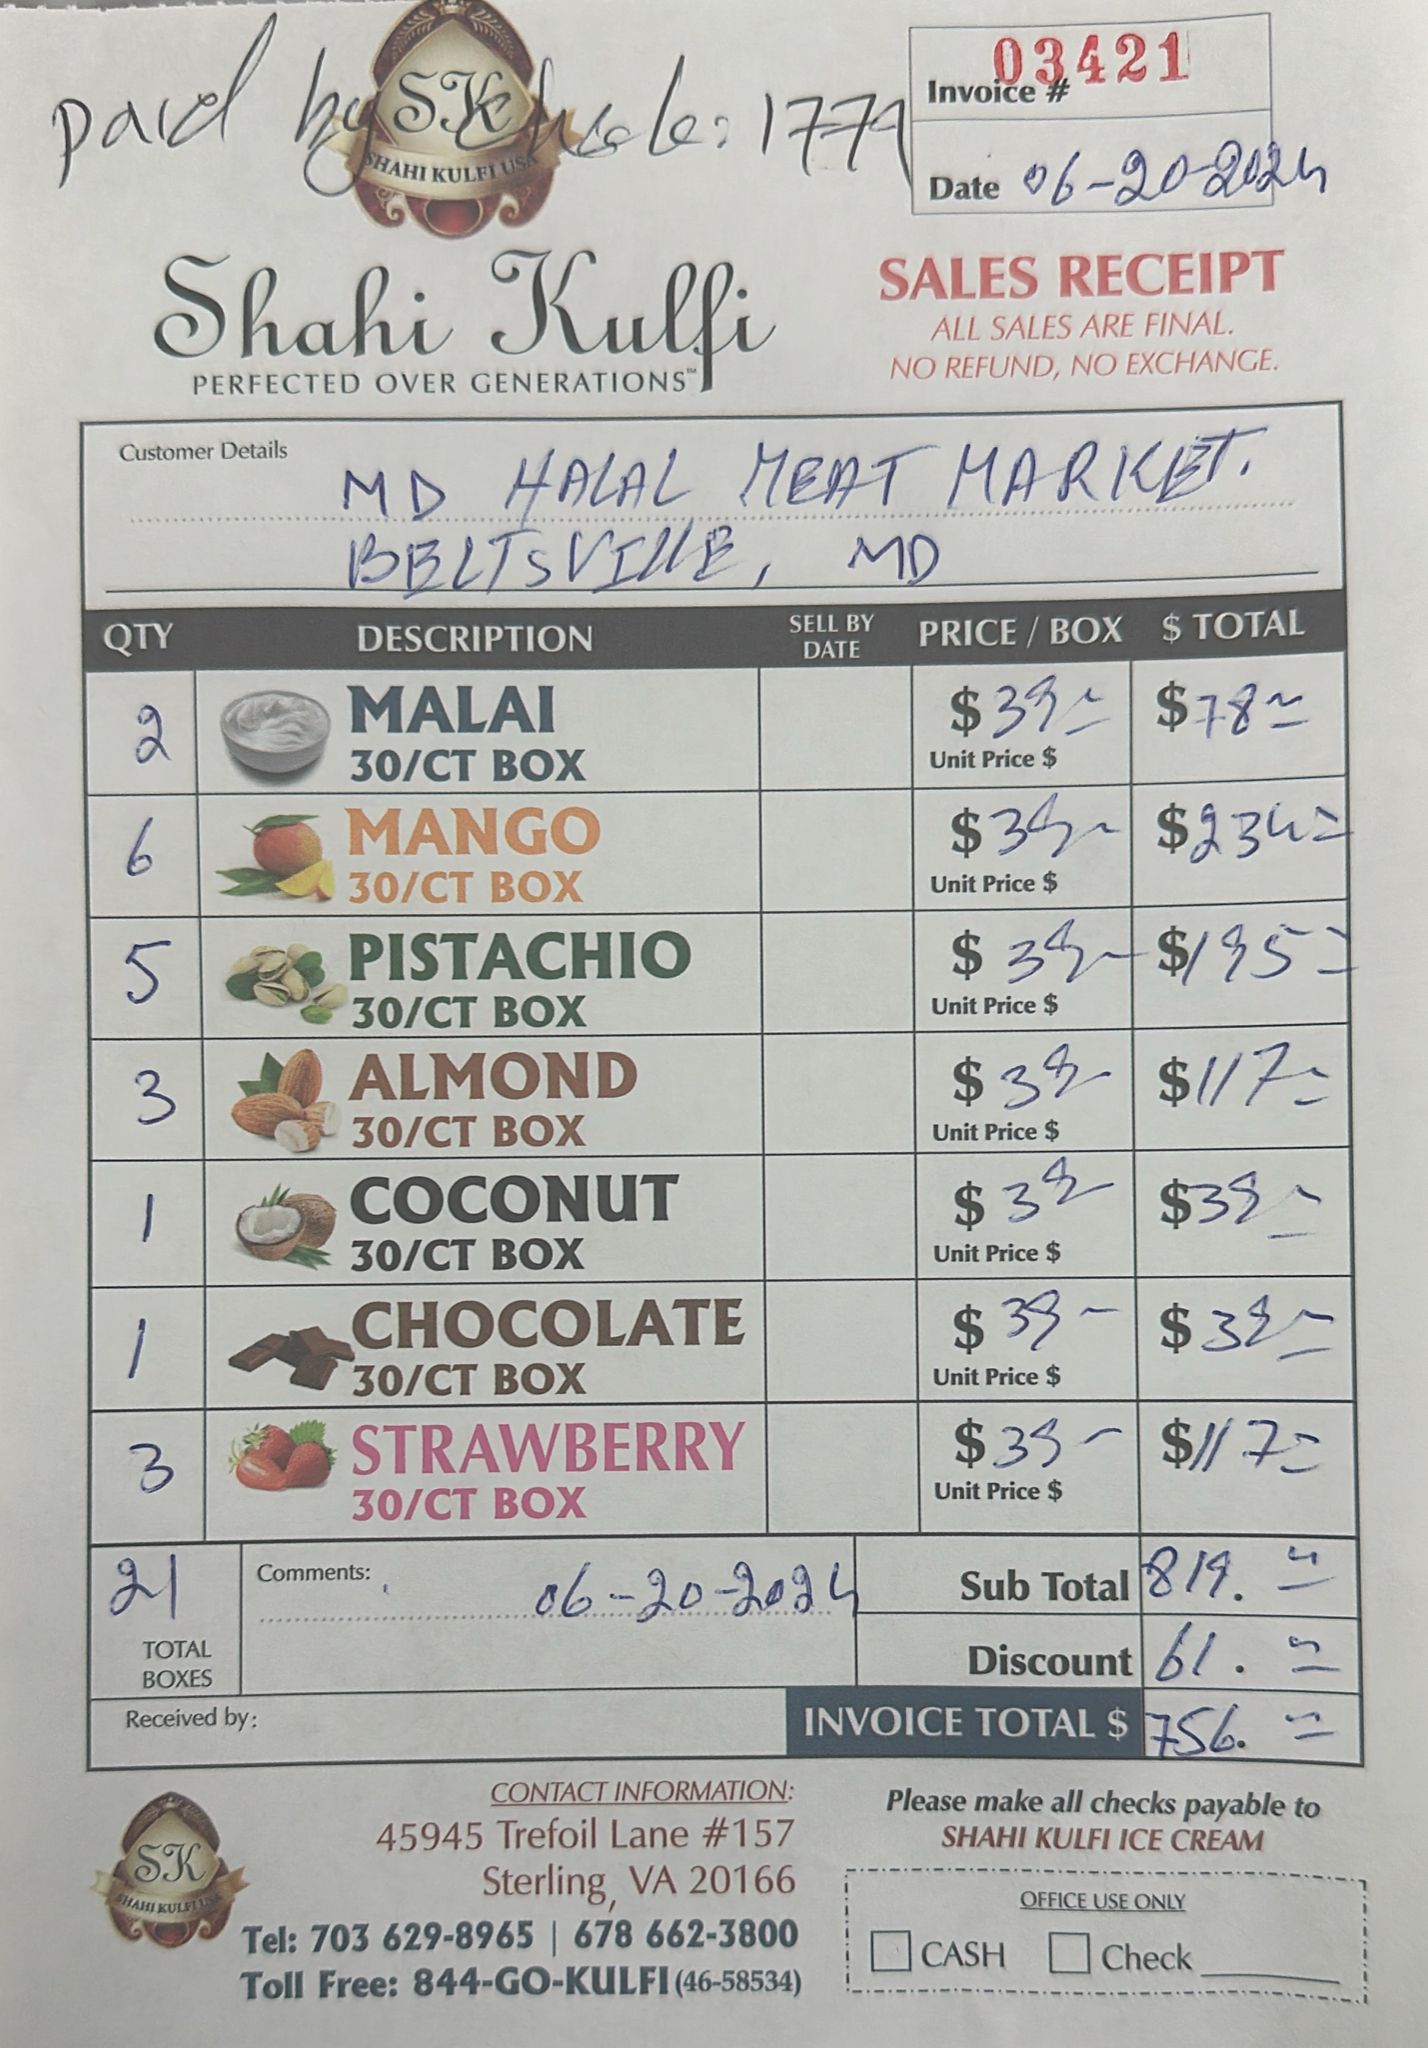 paid by Check: 1779
SK
SHAHI KULFI USA
Invoice # 03421
Date 06-20-2024
Shahi Kulfi
PERFECTED OVER GENERATIONS™
SALES RECEIPT
ALL SALES ARE FINAL.
NO REFUND, NO EXCHANGE.
Customer Details
MD HALAL MEAT MARKET.
BELTSVILLE, MD
QTY DESCRIPTION SELL BY DATE PRICE / BOX $ TOTAL
2 MALAI $ 39 $ 78
30/CT BOX Unit Price $
6 MANGO $ 39 $ 234
30/CT BOX Unit Price $
5 PISTACHIO $ 39 $ 195
30/CT BOX Unit Price $
3 ALMOND $ 39 $ 117
30/CT BOX Unit Price $
1 COCONUT $ 39 $ 39
30/CT BOX Unit Price $
1 CHOCOLATE $ 39 $ 39
30/CT BOX Unit Price $
3 STRAWBERRY $ 39 $ 117
30/CT BOX Unit Price $
21 TOTAL BOXES
Comments: 06-20-2024
Sub Total 819.
Discount 61.
Received by: INVOICE TOTAL $ 756.
SK
SHAHI KULFI USA
CONTACT INFORMATION:
45945 Trefoil Lane #157
Sterling, VA 20166
Tel: 703 629-8965 | 678 662-3800
Toll Free: 844-GO-KULFI (46-58534)
Please make all checks payable to
SHAHI KULFI ICE CREAM
OFFICE USE ONLY
CASH Check